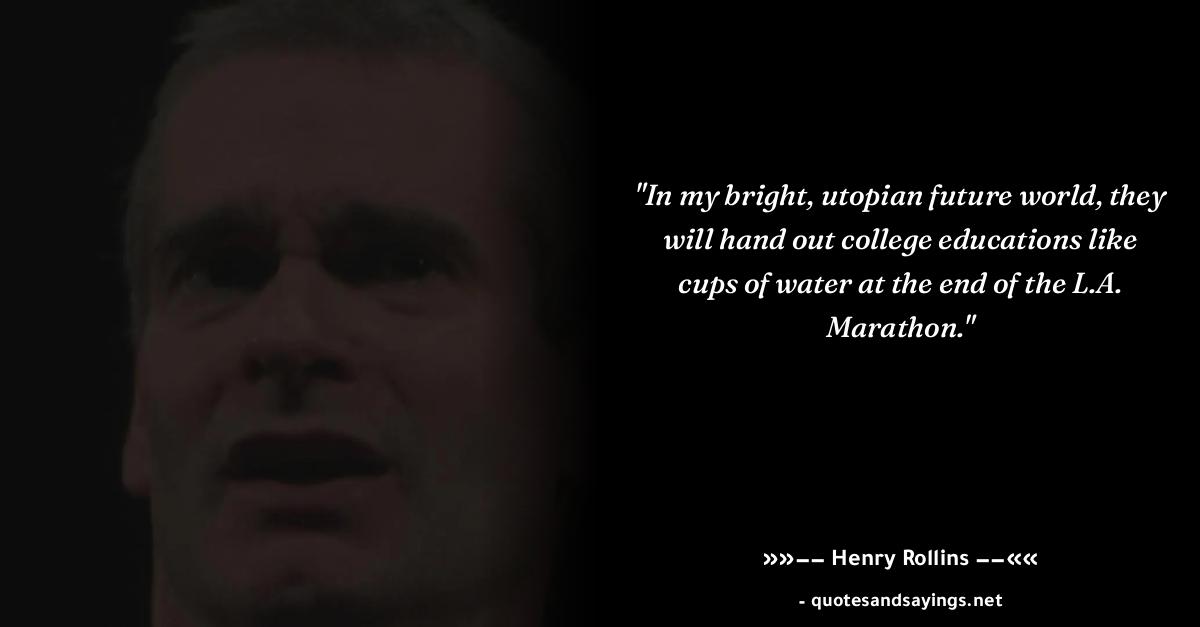 "In my bright, utopian future world, they
will hand out college educations like
cups of water at the end of the L.A.
Marathon."
»»−− Henry Rollins −−««
- quotesandsayings.net